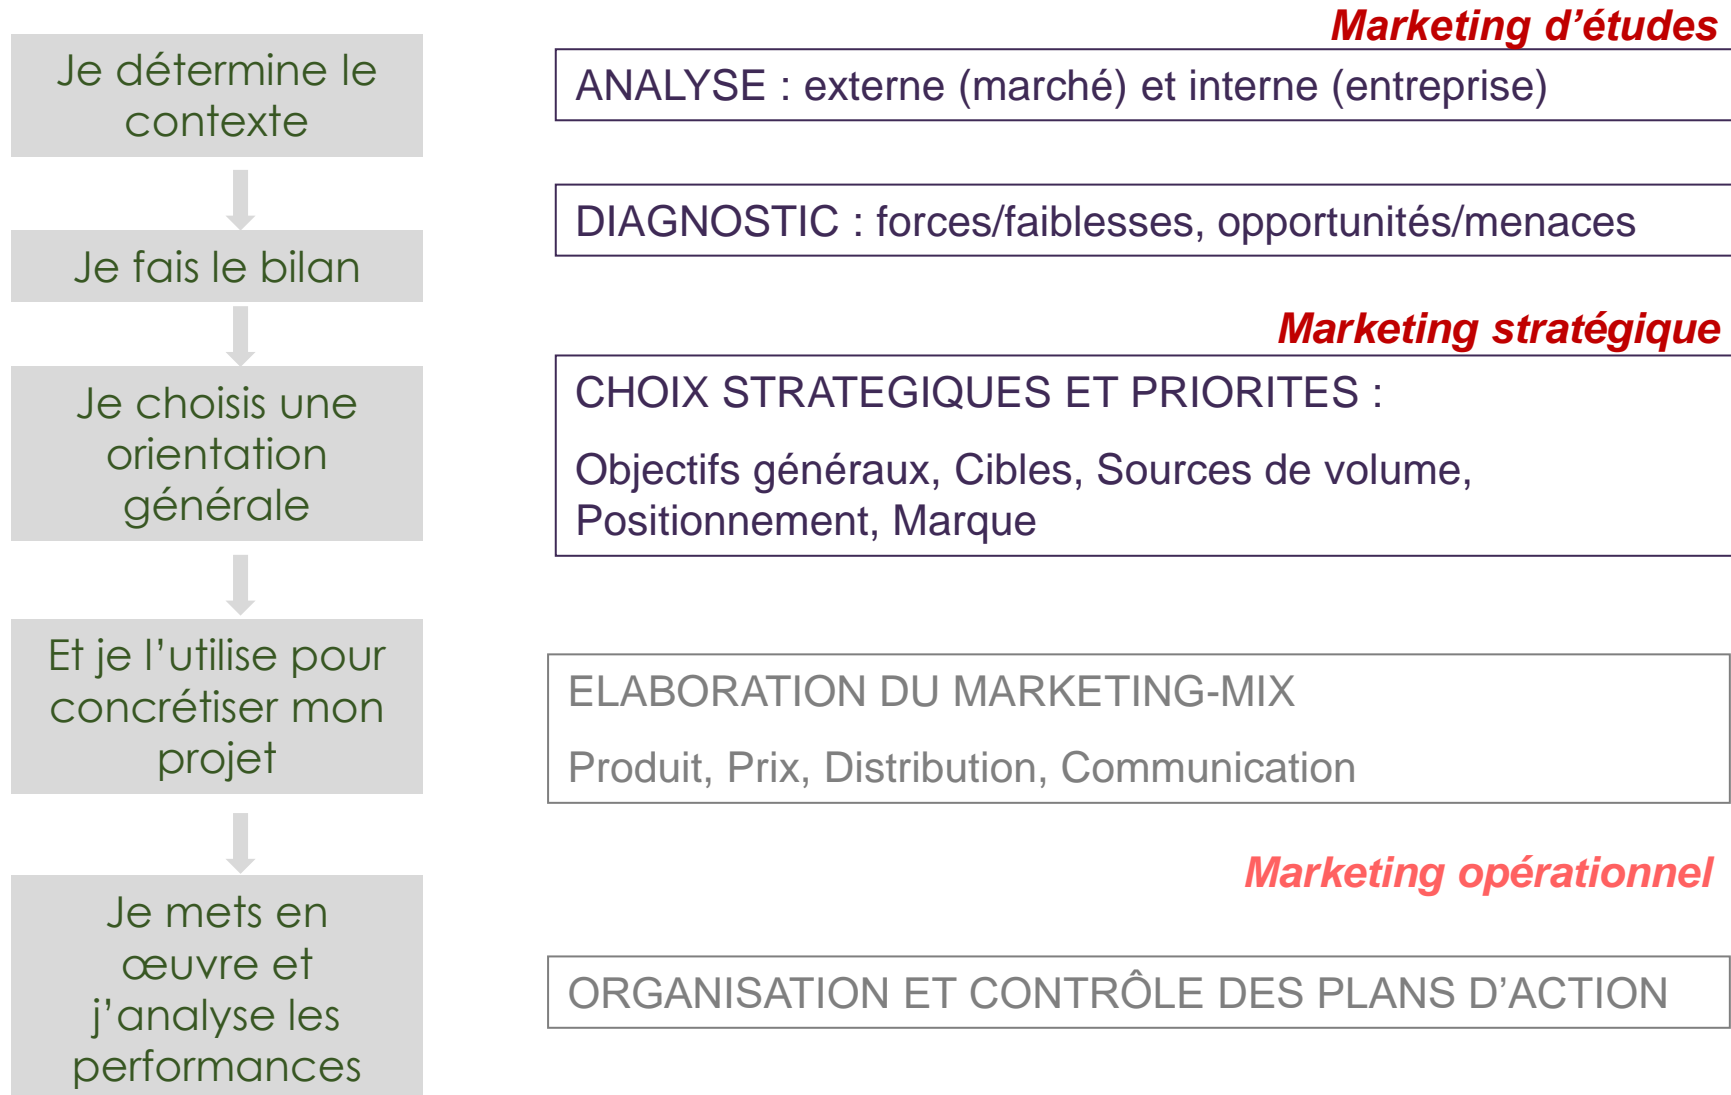 Marketing d’études
Je détermine le
contexte
ANALYSE : externe (marché) et interne (entreprise)
DIAGNOSTIC : forces/faiblesses, opportunités/menaces
Je fais le bilan
Marketing stratégique
Je choisis une
orientation
générale
CHOIX STRATEGIQUES ET PRIORITES :
Objectifs généraux, Cibles, Sources de volume,
Positionnement, Marque
Et je l’utilise pour
concrétiser mon
projet
ELABORATION DU MARKETING-MIX
Produit, Prix, Distribution, Communication
Marketing opérationnel
Je mets en
œuvre et
j’analyse les
performances
ORGANISATION ET CONTRÔLE DES PLANS D’ACTION